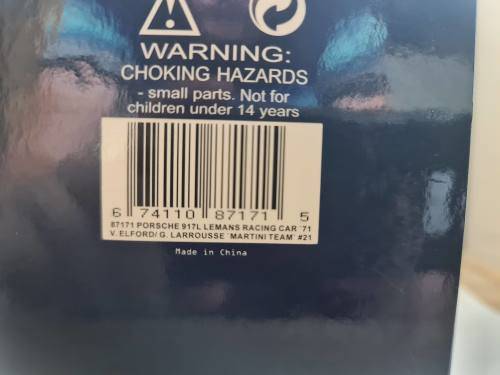 WARNING:
CHOKING HAZARDS
- small parts. Not for
children under 14 years
6 74110 87171 5
87171 PORSCHE 917L LEMANS RACING CAR '71
V. ELFORD/ G. LARROUSSE 'MARTINI TEAM' #21
Made in China